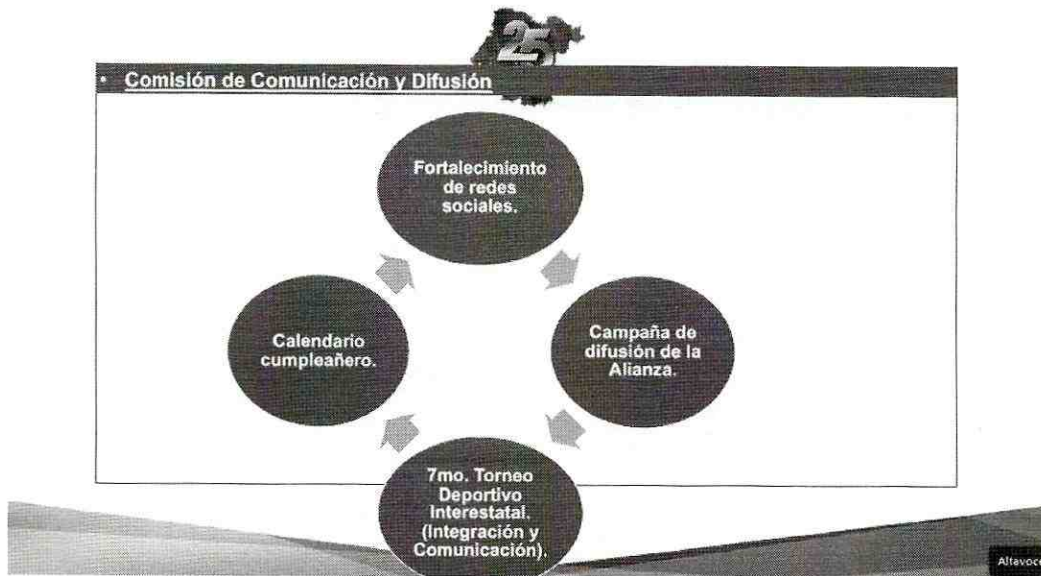 25
• Comisión de Comunicación y Difusión
Fortalecimiento
de redes
sociales.
Campaña de
difusión de la
Alianza.
7mo. Torneo
Deportivo
Interestatal.
(Integración y
Comunicación).
Calendario
cumpleañero.